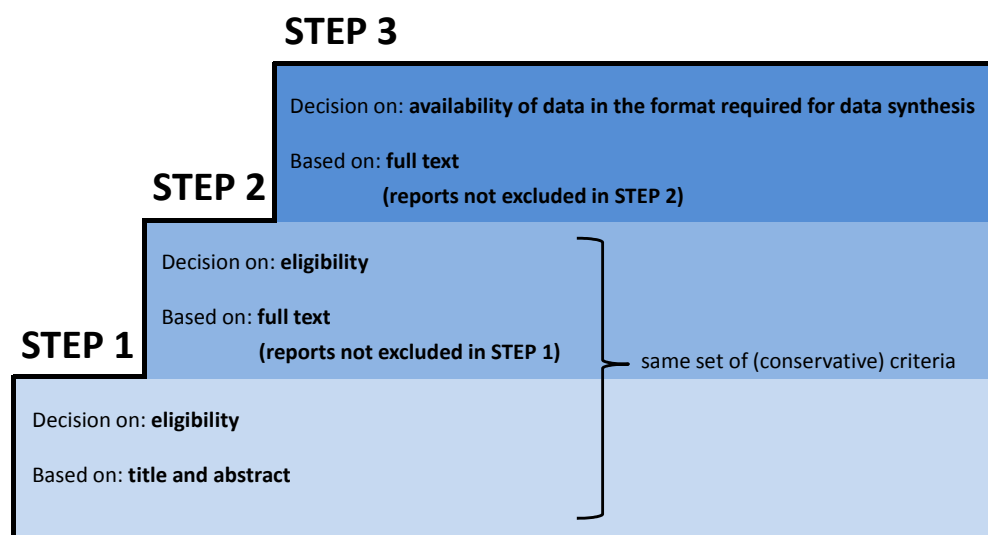 STEP 3
Decision on: availability of data in the format required for data synthesis
Based on: full text
(reports not excluded in STEP 2)
STEP 2
Decision on: eligibility
Based on: full text
(reports not excluded in STEP 1)
same set of (conservative) criteria
STEP 1
Decision on: eligibility
Based on: title and abstract